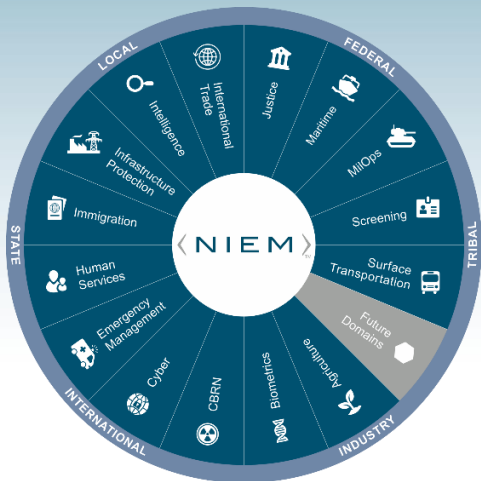 LOCAL
FEDERAL
TRIBAL
INDUSTRY
INTERNATIONAL
STATE
Justice
Maritime
MilOps
Screening
Surface
Transportation
Future
Domains
Agriculture
Biometrics
CBRN
Cyber
Emergency
Management
Human
Services
Immigration
Infrastructure
Protection
Intelligence
International
Trade
NIEM